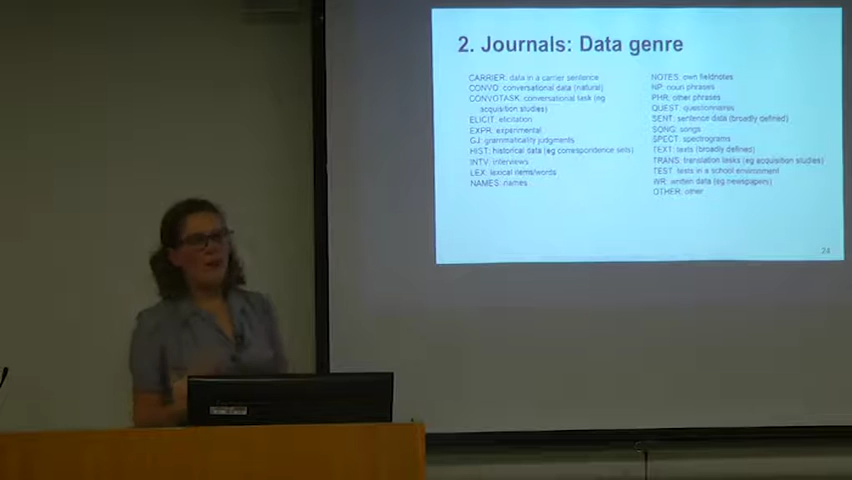 2. Journals: Data genre
CARRIER: data in a carrier sentence
CONVO: conversational data (natural)
CONVOTASK: conversational task (eg
acquisition studies)
ELICIT: elicitation
EXPR: experimental
GJ: grammaticality judgments
HIST: historical data (eg correspondence sets)
INTV: interviews
LEX: lexical items/words
NAMES: names
NOTES: own fieldnotes
NP: noun phrases
PHR: other phrases
QUEST: questionnaires
SENT: sentence data (broadly defined)
SONG: songs
SPECT: spectrograms
TEXT: texts (broadly defined)
TRANS: translation tasks (eg acquisition studies)
TEST: tests in a school environment
WR: written data (eg newspapers)
OTHER: other
24